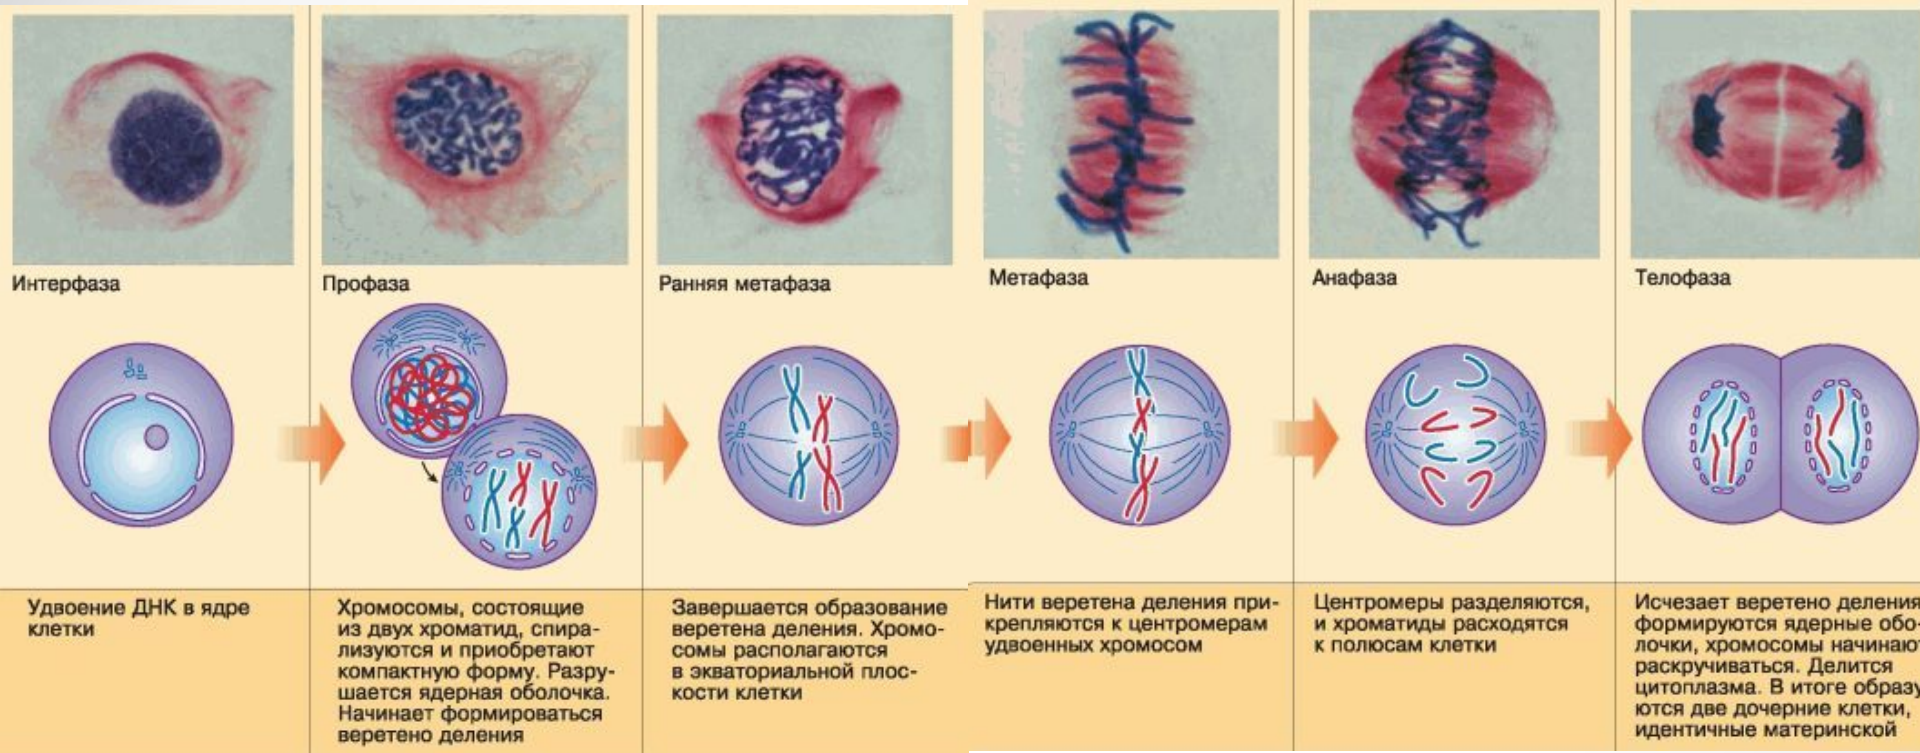 Интерфаза
Профаза
Ранняя метафаза
Метафаза
Анафаза
Телофаза
Удвоение ДНК в ядре
клетки
Хромосомы, состоящие
из двух хроматид, спира-
лизуются и приобретают
компактную форму. Разру-
шается ядерная оболочка.
Начинает формироваться
веретено деления
Завершается образование
веретена деления. Хромо-
сомы располагаются
в экваториальной плос-
кости клетки
Нити веретена деления при-
крепляются к центромерам
удвоенных хромосом
Центромеры разделяются,
и хроматиды расходятся
к полюсам клетки
Исчезает веретено деления
формируются ядерные обо-
лочки, хромосомы начинаю
раскручиваться. Делится
цитоплазма. В итоге образу
ются две дочерние клетки,
идентичные материнской